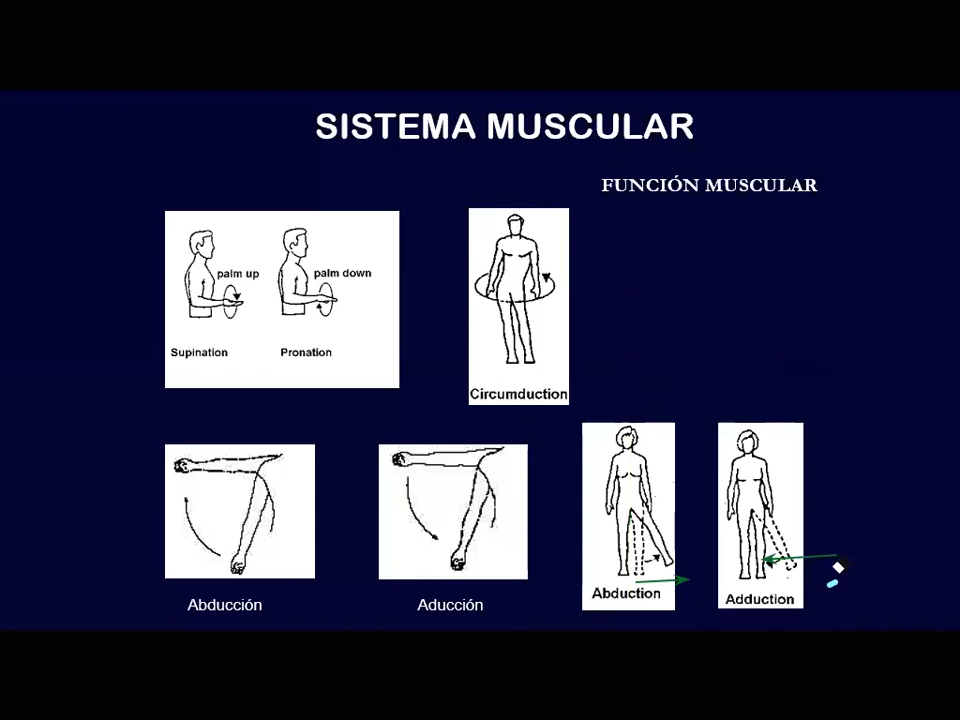 SISTEMA MUSCULAR
FUNCIÓN MUSCULAR
palm up
palm down
Supination
Pronation
Circumduction
Abducción
Aducción
Abduction
Adduction